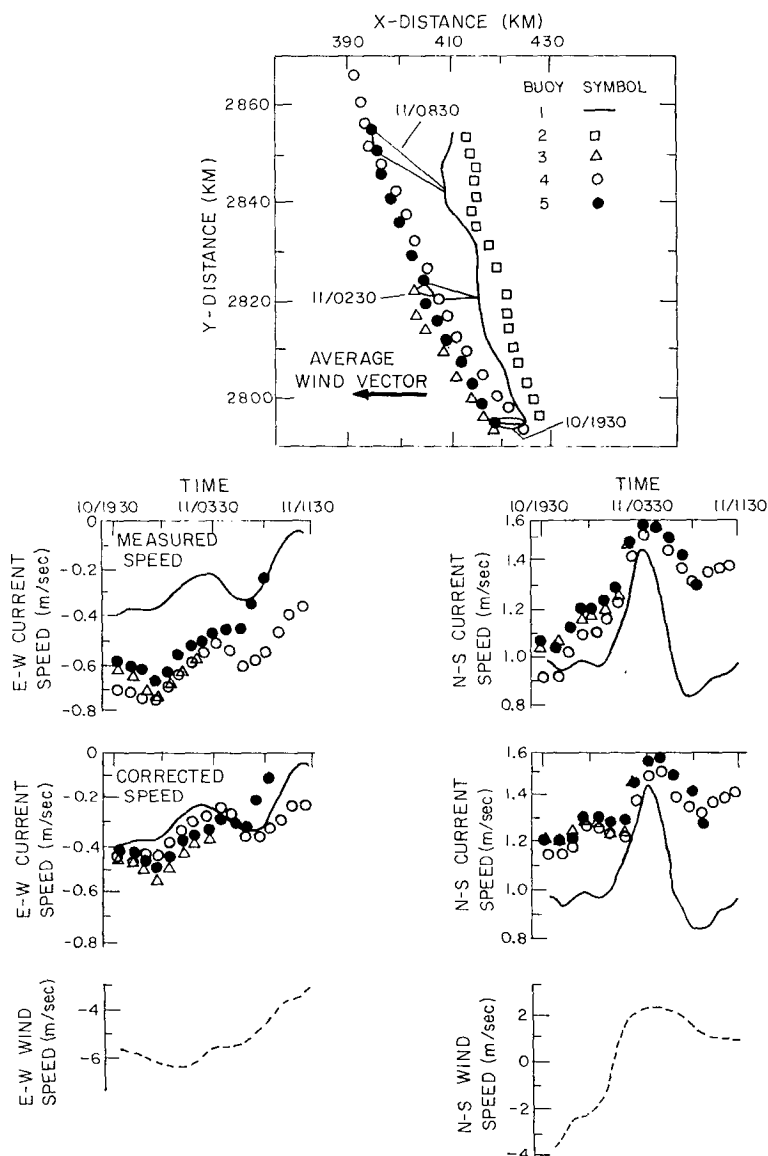 X-DISTANCE (KM)
390 410 430
BUOY SYMBOL
1
2
3
4
5
11/0830
11/0230
10/1930
2860
2840
2820
2800
Y-DISTANCE (KM)
AVERAGE
WIND VECTOR
TIME
10/1930 11/0330 11/1130
0
-0.2
-0.4
-0.6
-0.8
E-W CURRENT
SPEED (m/sec)
MEASURED
SPEED
TIME
10/1930 11/0330 11/1130
1.6
1.4
1.2
1.0
0.8
N-S CURRENT
SPEED (m/sec)
0
-0.2
-0.4
-0.6
-0.8
E-W CURRENT
SPEED (m/sec)
CORRECTED
SPEED
1.6
1.4
1.2
1.0
0.8
N-S CURRENT
SPEED (m/sec)
-4
-6
E-W WIND
SPEED (m/sec)
2
0
-2
-4
N-S WIND
SPEED (m/sec)